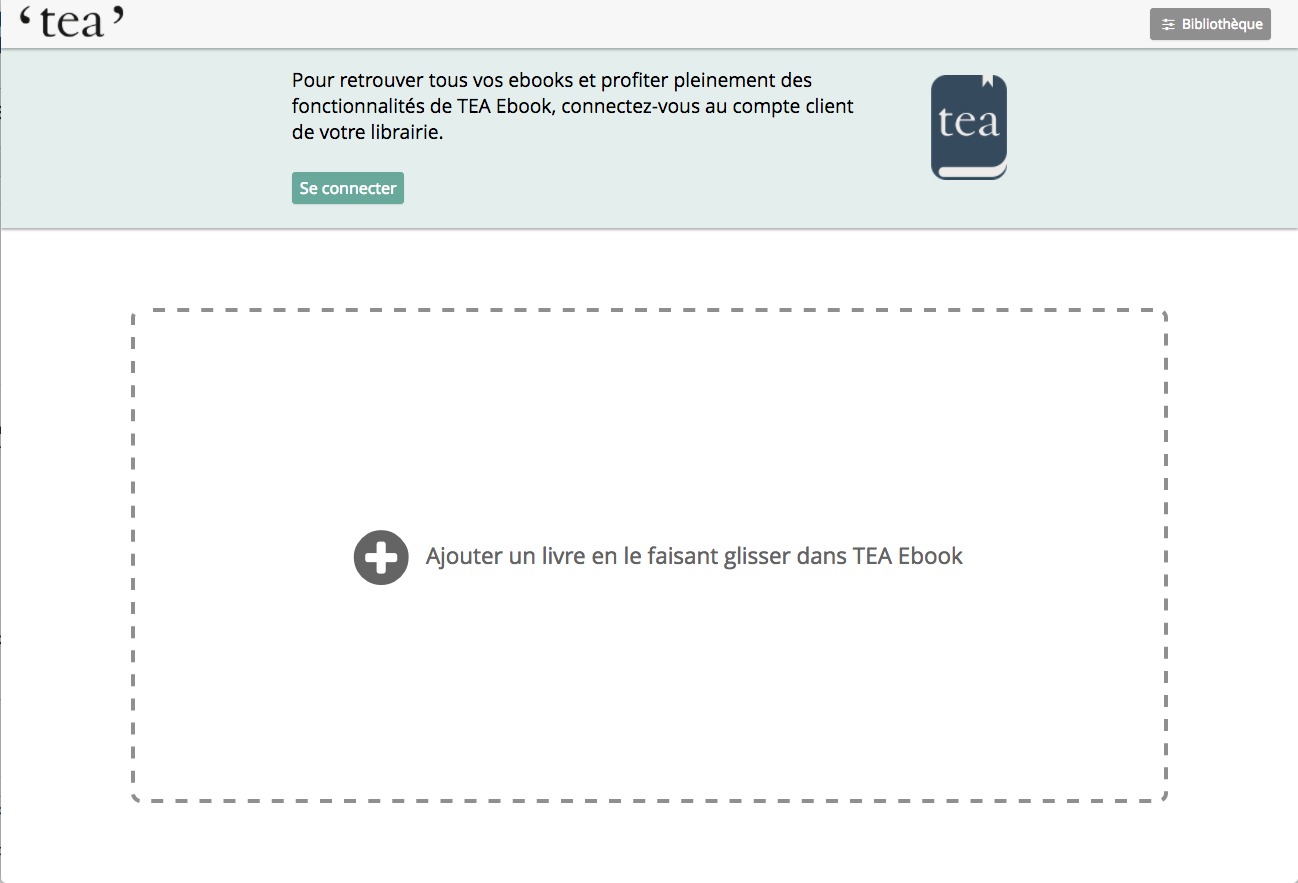 ‘tea’
Bibliothèque
Pour retrouver tous vos ebooks et profiter pleinement des
fonctionnalités de TEA Ebook, connectez-vous au compte client
de votre librairie.
tea
Se connecter
Ajouter un livre en le faisant glisser dans TEA Ebook